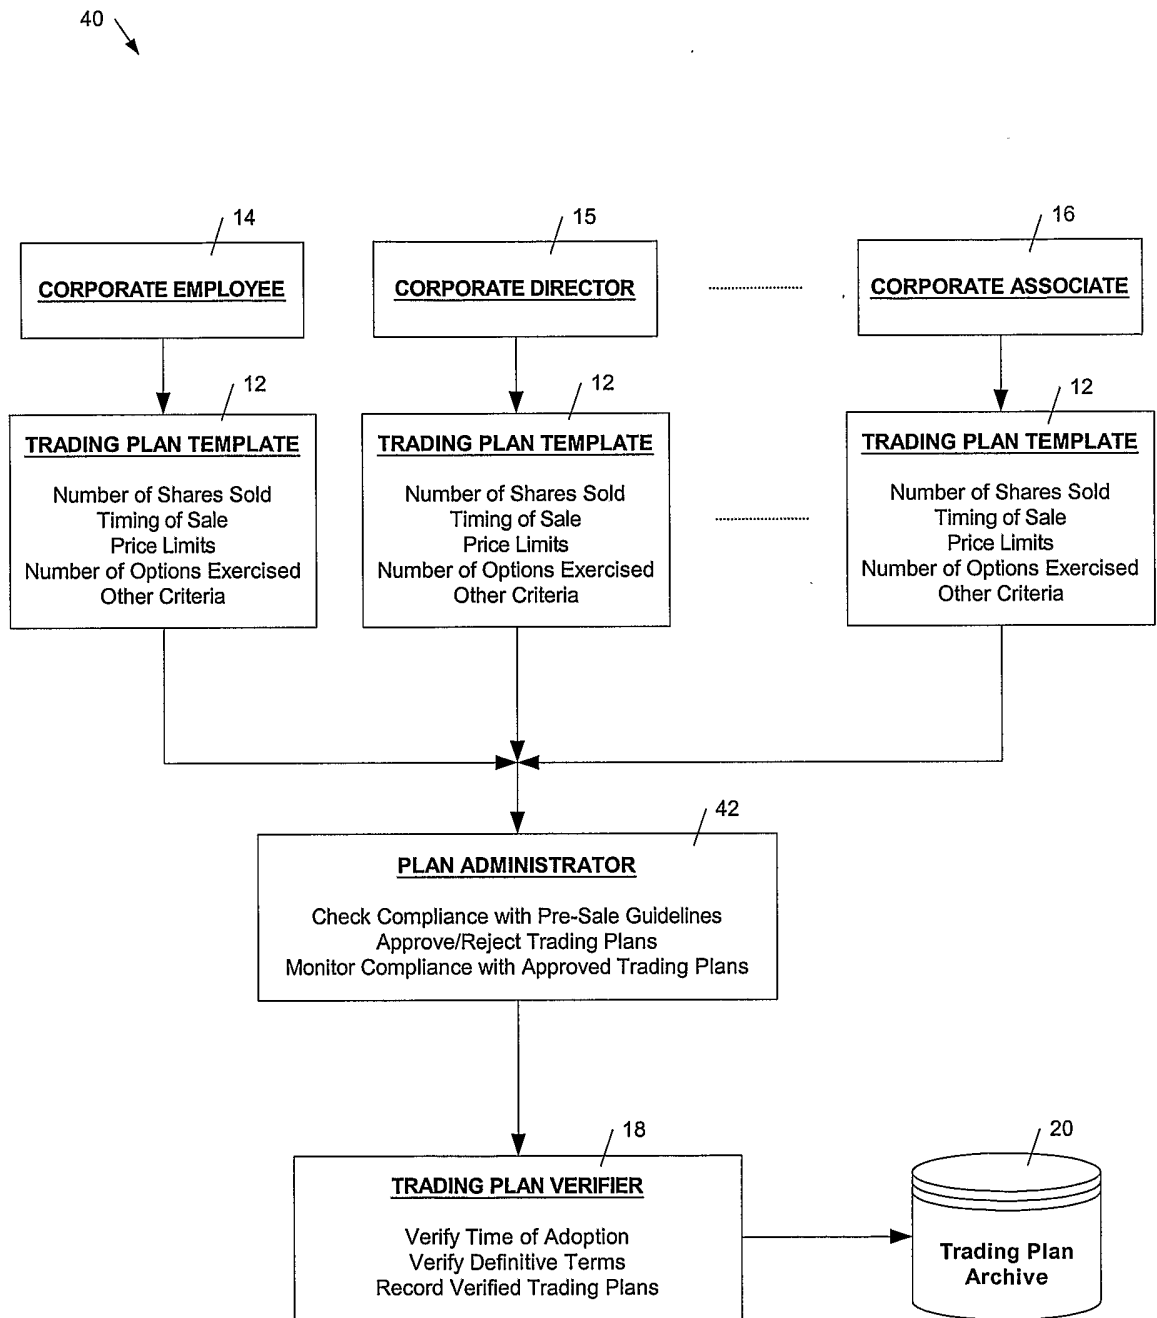 40
14
15
16
CORPORATE EMPLOYEE
CORPORATE DIRECTOR
CORPORATE ASSOCIATE
12
12
12
TRADING PLAN TEMPLATE
Number of Shares Sold
Timing of Sale
Price Limits
Number of Options Exercised
Other Criteria
TRADING PLAN TEMPLATE
Number of Shares Sold
Timing of Sale
Price Limits
Number of Options Exercised
Other Criteria
TRADING PLAN TEMPLATE
Number of Shares Sold
Timing of Sale
Price Limits
Number of Options Exercised
Other Criteria
42
PLAN ADMINISTRATOR
Check Compliance with Pre-Sale Guidelines
Approve/Reject Trading Plans
Monitor Compliance with Approved Trading Plans
18
TRADING PLAN VERIFIER
Verify Time of Adoption
Verify Definitive Terms
Record Verified Trading Plans
20
Trading Plan
Archive